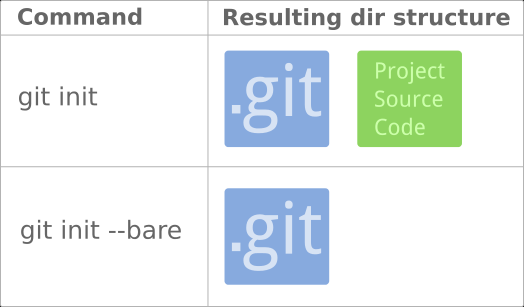 Command Resulting dir structure
git init .git Project
Source
Code
git init --bare .git